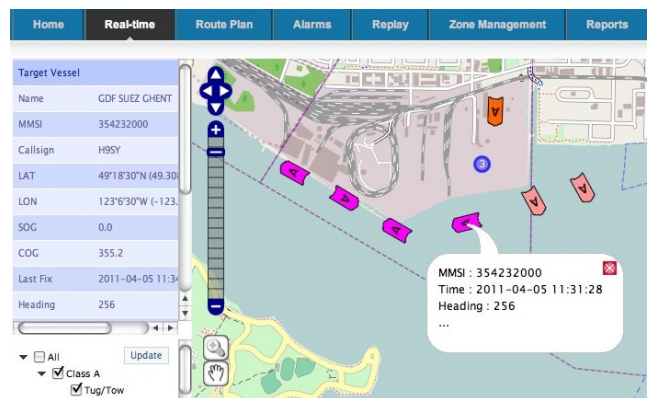 Home Real-time Route Plan Alarms Replay Zone Management Reports
Target Vessel
Name GDF SUEZ GHENT
MMSI 354232000
Callsign H9SY
LAT 49°18'30"N (49.30
LON 123°6'30"W (-123.
SOG 0.0
COG 355.2
Last Fix 2011-04-05 11:34
Heading 256
All Update
Class A
Tug/Tow
3
A
A
A
A
A
A
A
MMSI : 354232000
Time : 2011-04-05 11:31:28
Heading : 256
...